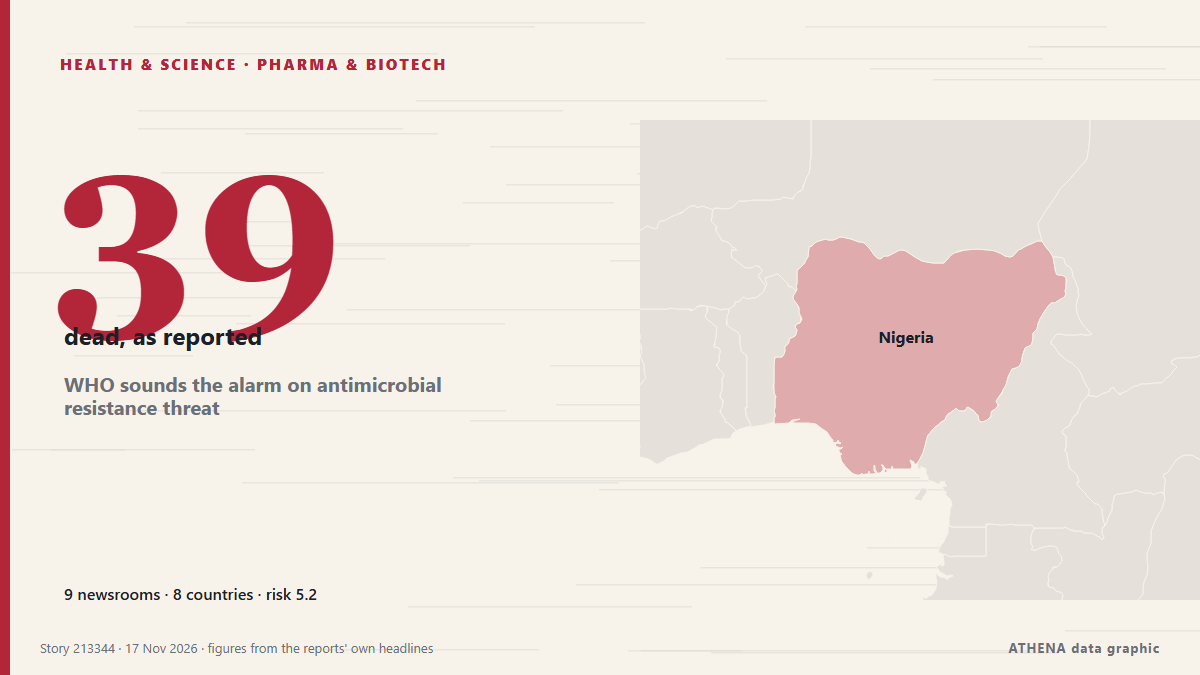 HEALTH & SCIENCE · PHARMA & BIOTECH
39
dead, as reported
WHO sounds the alarm on antimicrobial
resistance threat
Nigeria
9 newsrooms · 8 countries · risk 5.2
Story 213344 · 17 Nov 2026 · figures from the reports' own headlines
ATHENA data graphic